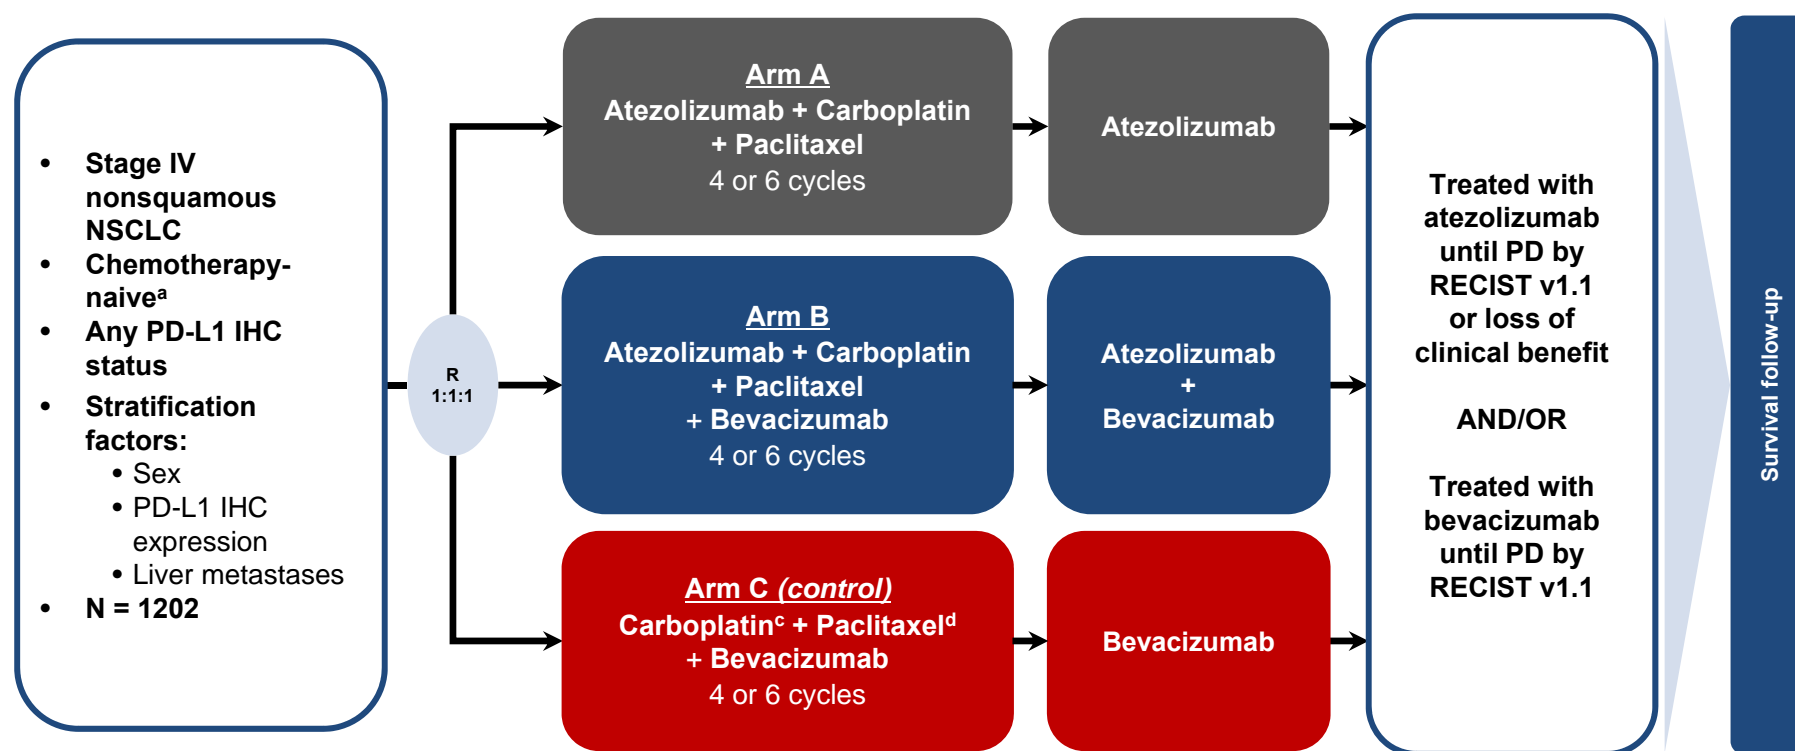 • Stage IV
nonsquamous
NSCLC
• Chemotherapy-
naiveᵃ
• Any PD-L1 IHC
status
• Stratification
factors:
• Sex
• PD-L1 IHC
expression
• Liver metastases
• N = 1202
R
1:1:1
Arm A
Atezolizumab + Carboplatin
+ Paclitaxel
4 or 6 cycles
Atezolizumab
Arm B
Atezolizumab + Carboplatin
+ Paclitaxel
+ Bevacizumab
4 or 6 cycles
Atezolizumab
+
Bevacizumab
Arm C (control)
Carboplatinᶜ + Paclitaxelᵈ
+ Bevacizumab
4 or 6 cycles
Bevacizumab
Treated with
atezolizumab
until PD by
RECIST v1.1
or loss of
clinical benefit
AND/OR
Treated with
bevacizumab
until PD by
RECIST v1.1
Survival follow-up